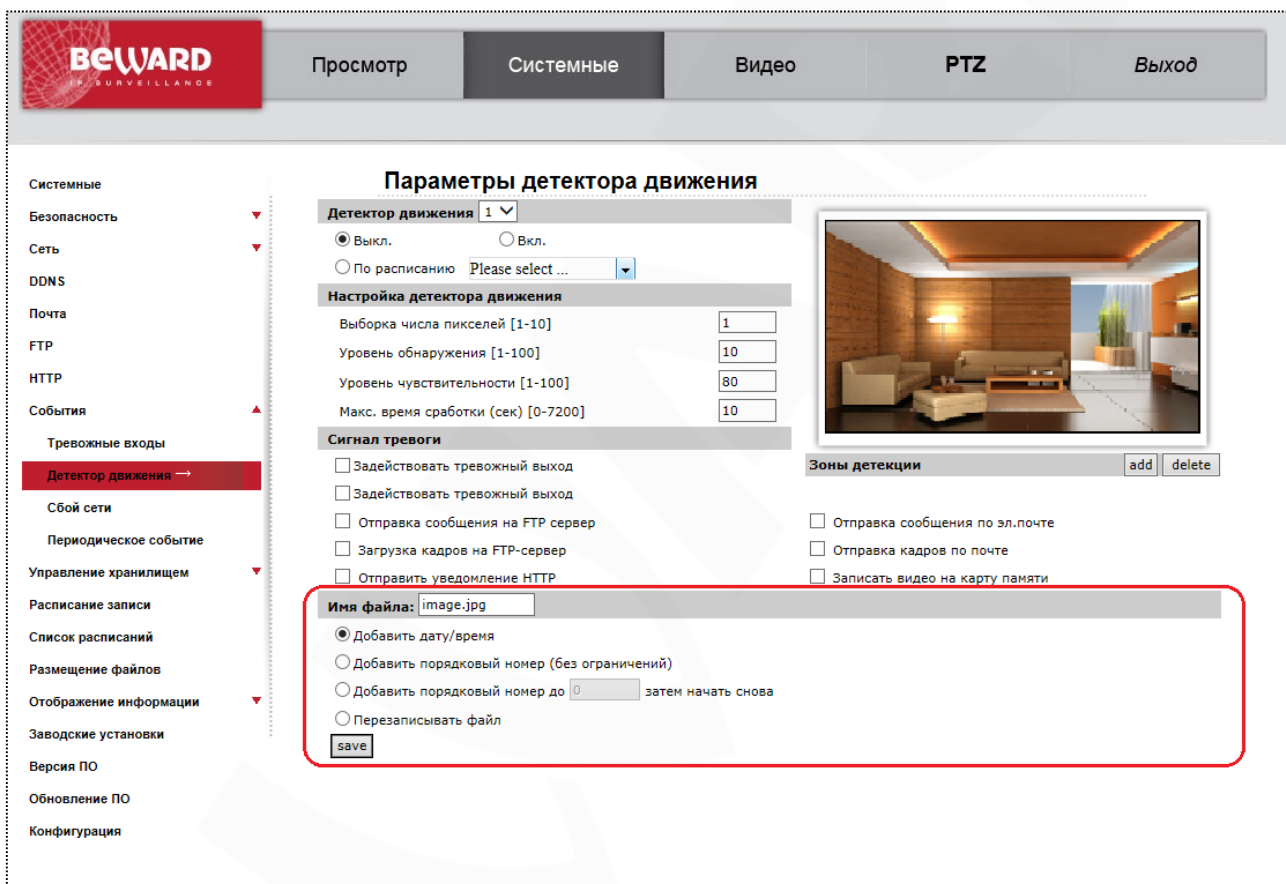 BEWARD
IP SURVEILLANCE
Просмотр
Системные
Видео
PTZ
Выход
Системные
Безопасность
Сеть
DDNS
Почта
FTP
HTTP
События
Тревожные входы
Детектор движения →
Сбой сети
Периодическое событие
Управление хранилищем
Расписание записи
Список расписаний
Размещение файлов
Отображение информации
Заводские установки
Версия ПО
Обновление ПО
Конфигурация
Параметры детектора движения
Детектор движения 1
Выкл. Вкл.
По расписанию Please select ...
Настройка детектора движения
Выборка числа пикселей [1-10] 1
Уровень обнаружения [1-100] 10
Уровень чувствительности [1-100] 80
Макс. время сработки (сек) [0-7200] 10
Сигнал тревоги
Задействовать тревожный выход
Зоны детекции add delete
Задействовать тревожный выход
Отправка сообщения на FTP сервер
Отправка сообщения по эл.почте
Загрузка кадров на FTP-сервер
Отправка кадров по почте
Отправить уведомление HTTP
Записать видео на карту памяти
Имя файла: image.jpg
Добавить дату/время
Добавить порядковый номер (без ограничений)
Добавить порядковый номер до 0 затем начать снова
Перезаписывать файл
save